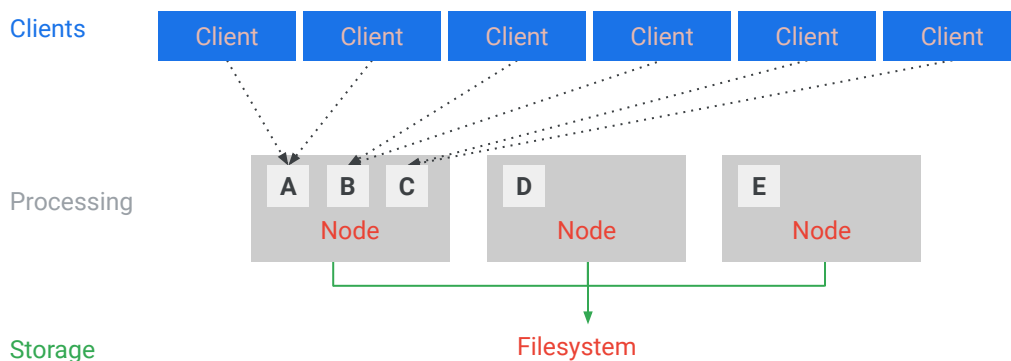 Clients
Client Client Client Client Client Client
Processing
A B C D E
Node Node Node
Storage
Filesystem